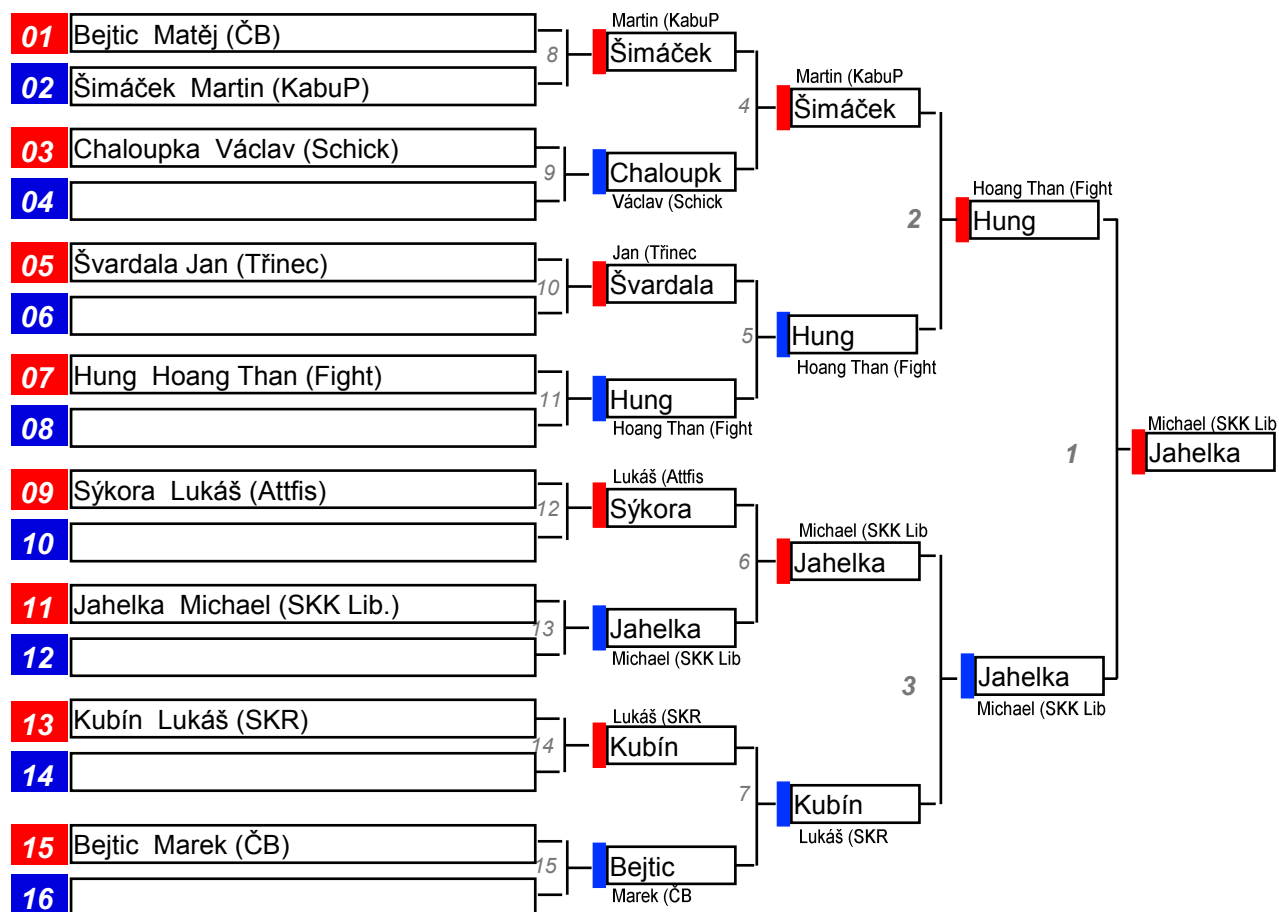 01 Bejtic Matěj (ČB)
02 Šimáček Martin (KabuP)
03 Chaloupka Václav (Schick)
04
05 Švardala Jan (Třinec)
06
07 Hung Hoang Than (Fight)
08
09 Sýkora Lukáš (Attfis)
10
11 Jahelka Michael (SKK Lib.)
12
13 Kubín Lukáš (SKR)
14
15 Bejtic Marek (ČB)
16
8
9
10
11
12
13
14
15
Martin (KabuP
Šimáček
Chaloupk
Václav (Schick
Jan (Třinec
Švardala
Hung
Hoang Than (Fight
Lukáš (Attfis
Sýkora
Jahelka
Michael (SKK Lib
Lukáš (SKR
Kubín
Bejtic
Marek (ČB
4
5
6
7
Martin (KabuP
Šimáček
Hung
Hoang Than (Fight
Michael (SKK Lib
Jahelka
Kubín
Lukáš (SKR
2
3
Hoang Than (Fight
Hung
Jahelka
Michael (SKK Lib
1
Michael (SKK Lib
Jahelka